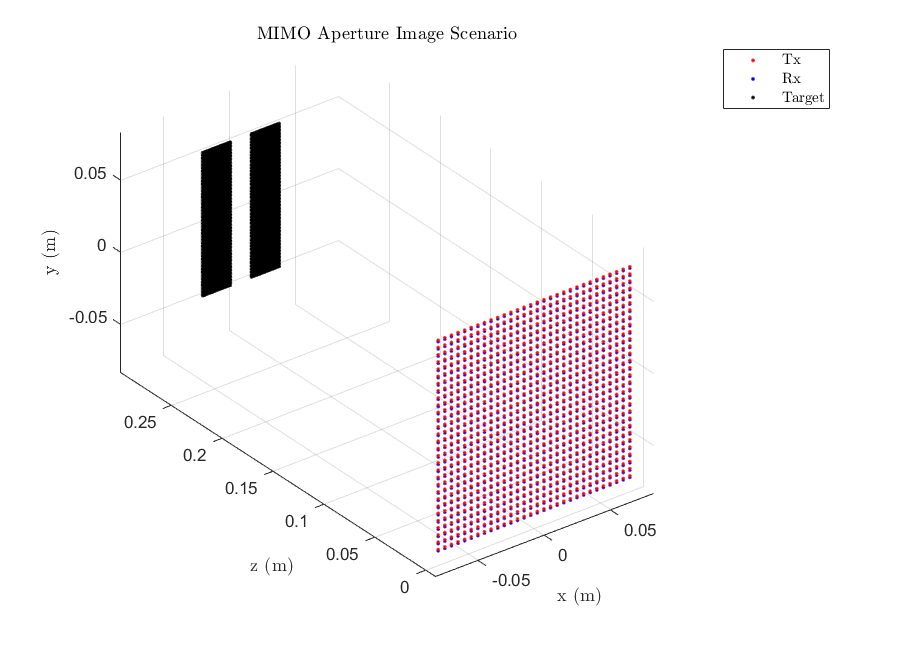 MIMO Aperture Image Scenario
Tx
Rx
Target
0.05
0
-0.05
y (m)
0.25
0.2
0.15
0.1
0.05
0
z (m)
-0.05
0
0.05
x (m)